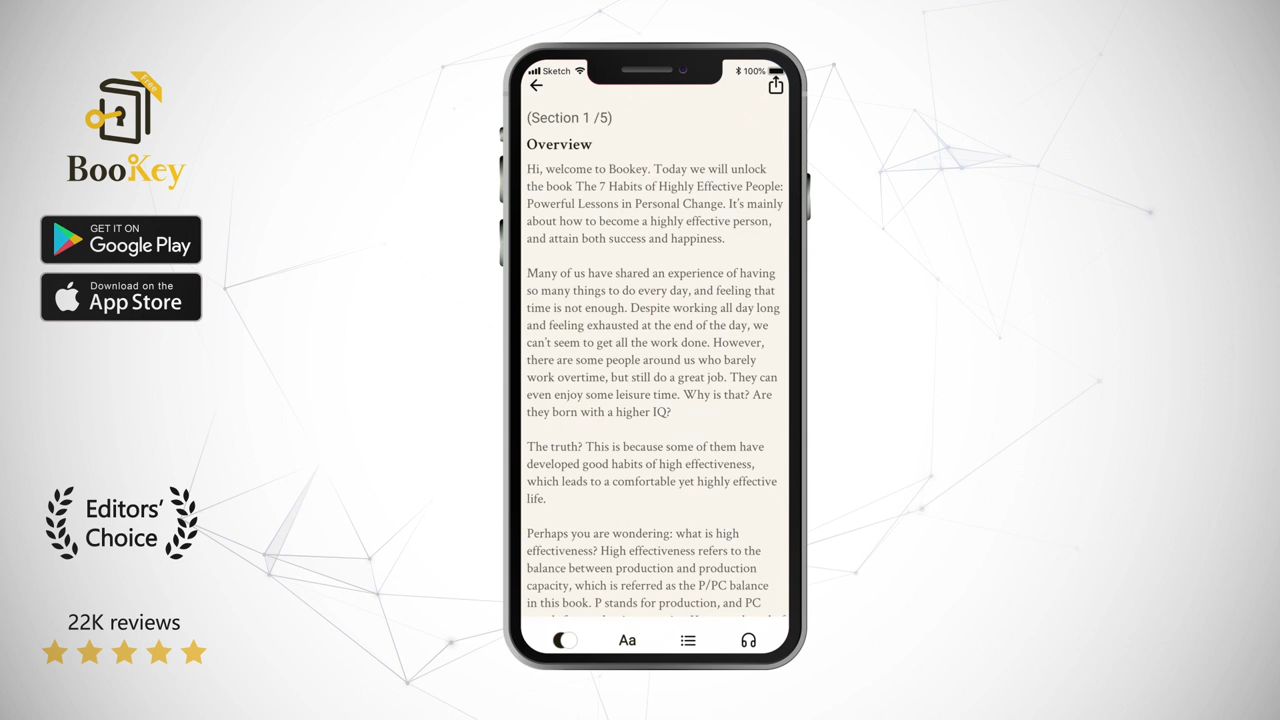 Free
BooKey
GET IT ON
Google Play
Download on the
App Store
Editors'
Choice
22K reviews
Sketch
100%
(Section 1 /5)
Overview
Hi, welcome to Bookey. Today we will unlock
the book The 7 Habits of Highly Effective People:
Powerful Lessons in Personal Change. It's mainly
about how to become a highly effective person,
and attain both success and happiness.
Many of us have shared an experience of having
so many things to do every day, and feeling that
time is not enough. Despite working all day long
and feeling exhausted at the end of the day, we
can't seem to get all the work done. However,
there are some people around us who barely
work overtime, but still do a great job. They can
even enjoy some leisure time. Why is that? Are
they born with a higher IQ?
The truth? This is because some of them have
developed good habits of high effectiveness,
which leads to a comfortable yet highly effective
life.
Perhaps you are wondering: what is high
effectiveness? High effectiveness refers to the
balance between production and production
capacity, which is referred as the P/PC balance
in this book. P stands for production, and PC
Aa